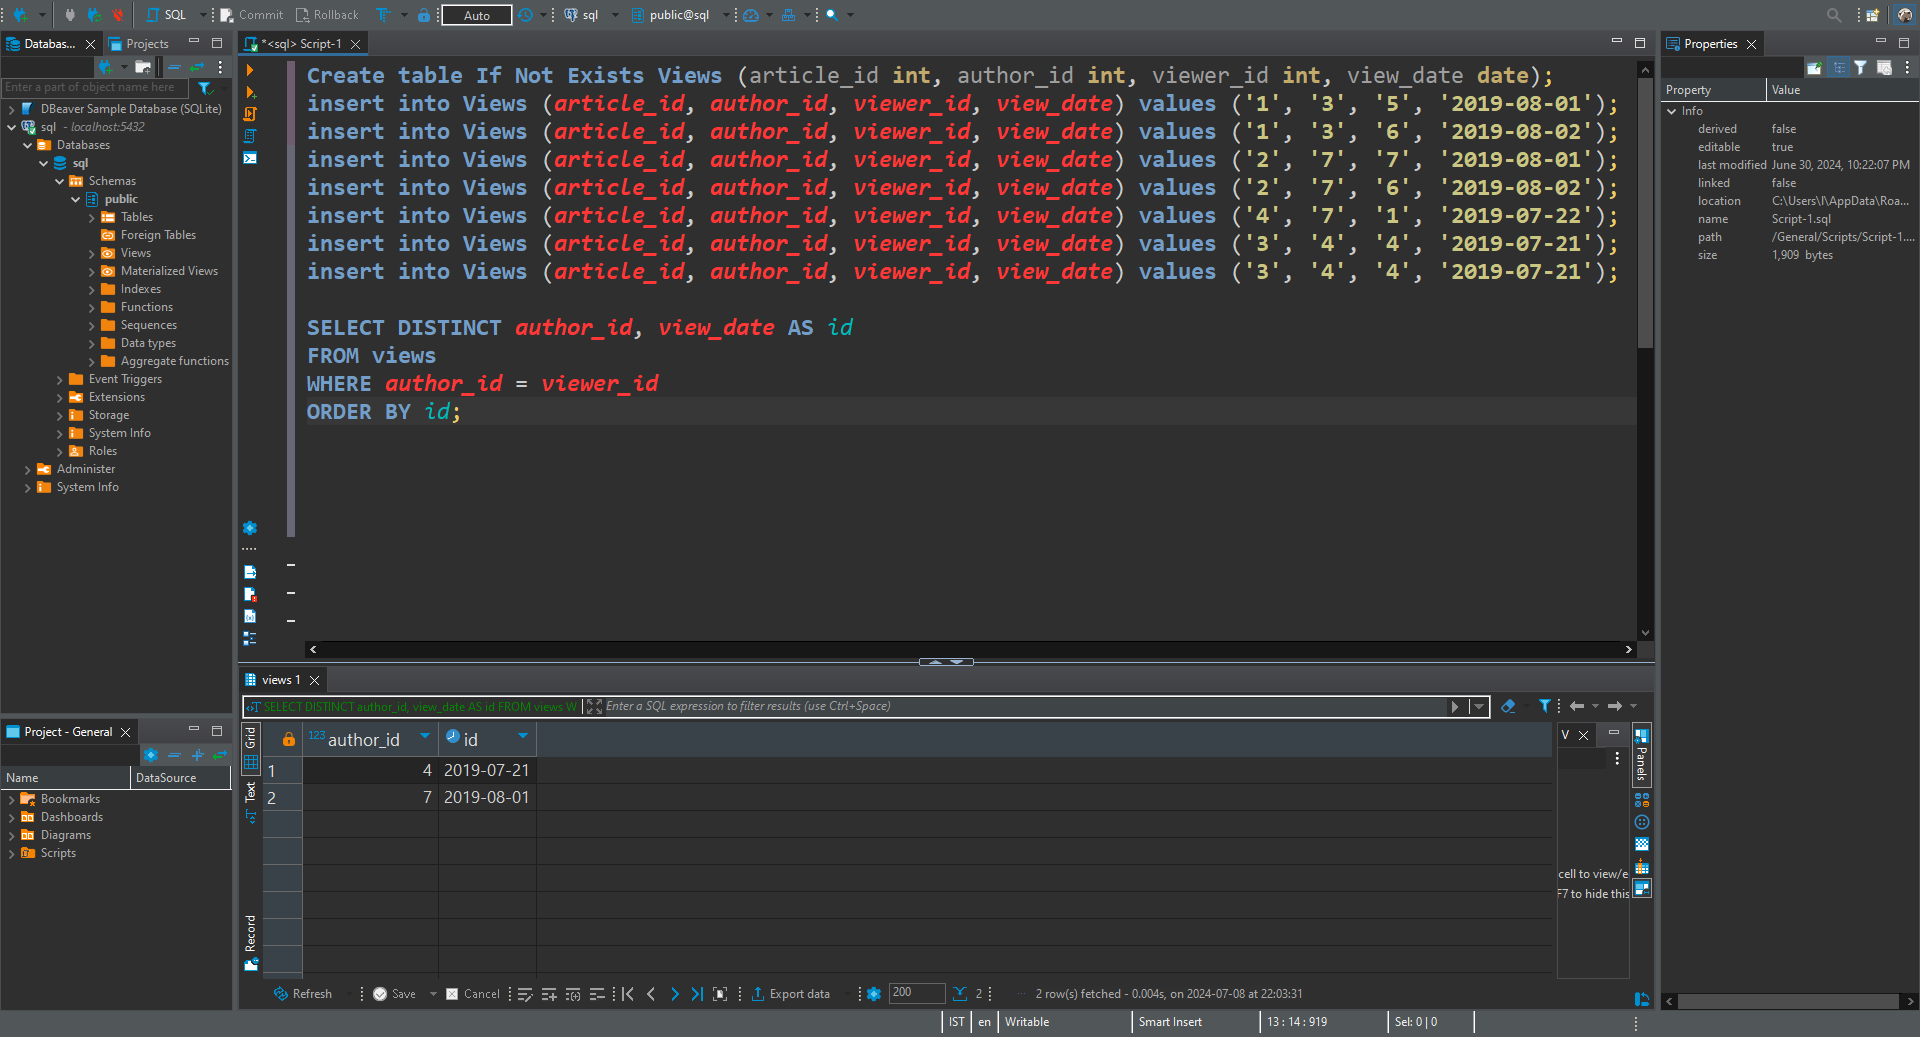 SQL
Commit
Rollback
Auto
sql
public@sql
Databas...
Projects
Enter a part of object name here
DBeaver Sample Database (SQLite)
sql - localhost:5432
Databases
sql
Schemas
public
Tables
Foreign Tables
Views
Materialized Views
Indexes
Functions
Sequences
Data types
Aggregate functions
Event Triggers
Extensions
Storage
System Info
Roles
Administer
System Info
Project - General
Name DataSource
Bookmarks
Dashboards
Diagrams
Scripts
*<sql> Script-1
Create table If Not Exists Views (article_id int, author_id int, viewer_id int, view_date date);
insert into Views (article_id, author_id, viewer_id, view_date) values ('1', '3', '5', '2019-08-01');
insert into Views (article_id, author_id, viewer_id, view_date) values ('1', '3', '6', '2019-08-02');
insert into Views (article_id, author_id, viewer_id, view_date) values ('2', '7', '7', '2019-08-01');
insert into Views (article_id, author_id, viewer_id, view_date) values ('2', '7', '6', '2019-08-02');
insert into Views (article_id, author_id, viewer_id, view_date) values ('4', '7', '1', '2019-07-22');
insert into Views (article_id, author_id, viewer_id, view_date) values ('3', '4', '4', '2019-07-21');
insert into Views (article_id, author_id, viewer_id, view_date) values ('3', '4', '4', '2019-07-21');
SELECT DISTINCT author_id, view_date AS id
FROM views
WHERE author_id = viewer_id
ORDER BY id;
views 1
SELECT DISTINCT author_id, view_date AS id FROM views W
Enter a SQL expression to filter results (use Ctrl+Space)
Grid
Text
Record
123 author_id id
1 4 2019-07-21
2 7 2019-08-01
V
cell to view/e
F7 to hide this
Panels
Refresh Save Cancel Export data 200 2 2 row(s) fetched - 0.004s, on 2024-07-08 at 22:03:31
Properties
Property Value
Info
derived false
editable true
last modified June 30, 2024, 10:22:07 PM
linked false
location C:\Users\I\AppData\Roa...
name Script-1.sql
path /General/Scripts/Script-1....
size 1,909 bytes
IST en Writable Smart Insert 13 : 14 : 919 Sel: 0 | 0